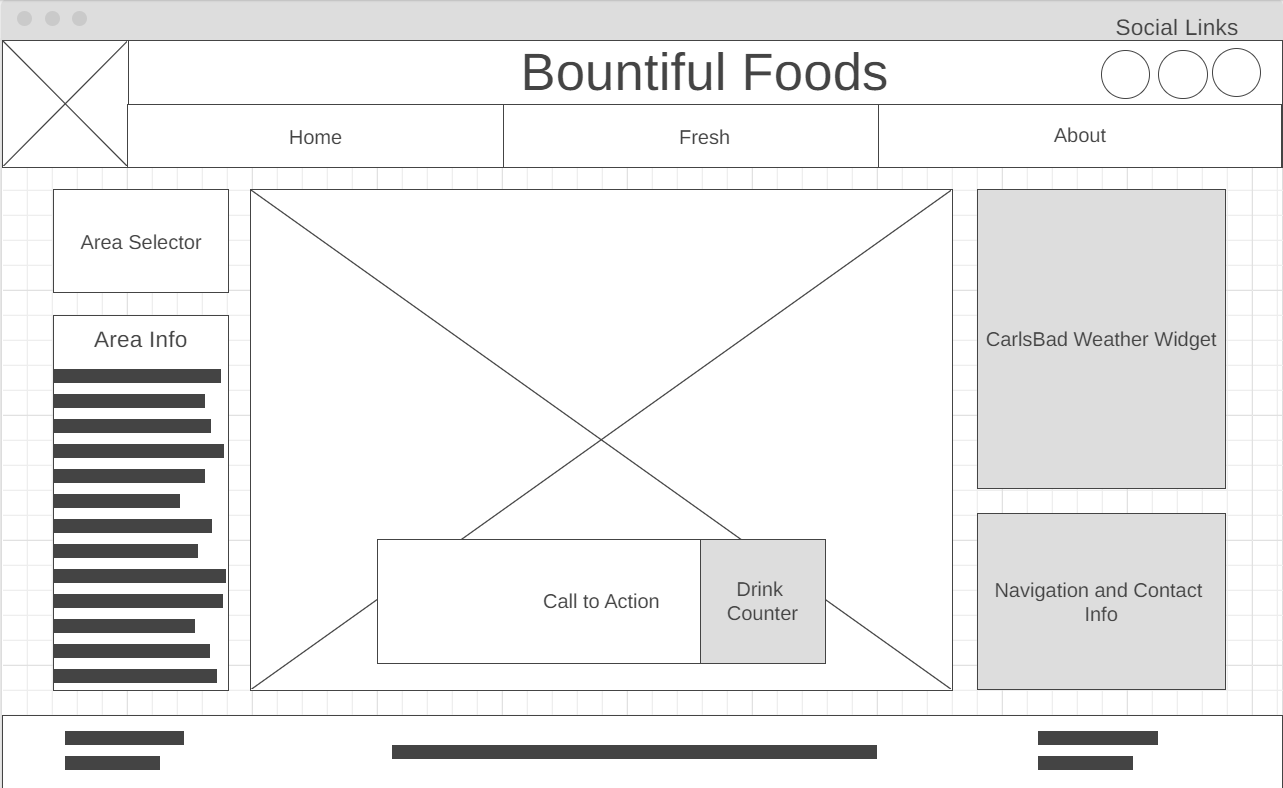 Social Links
Bountiful Foods
Home
Fresh
About
Area Selector
Area Info
CarlsBad Weather Widget
Call to Action
Drink
Counter
Navigation and Contact
Info